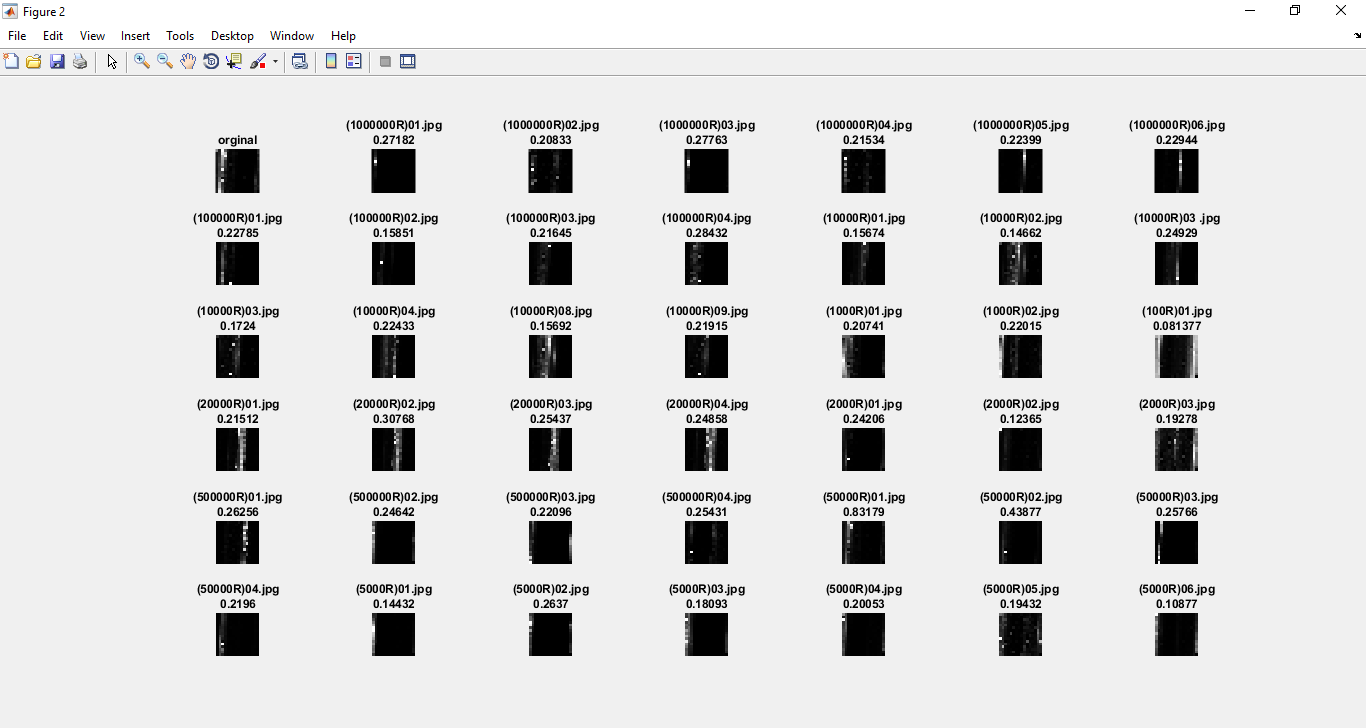 Figure 2
File Edit View Insert Tools Desktop Window Help
(1000000R)01.jpg (1000000R)02.jpg (1000000R)03.jpg (1000000R)04.jpg (1000000R)05.jpg (1000000R)06.jpg
orginal 0.27182 0.20833 0.27763 0.21534 0.22399 0.22944
(100000R)01.jpg (100000R)02.jpg (100000R)03.jpg (100000R)04.jpg (10000R)01.jpg (10000R)02.jpg (10000R)03 .jpg
0.22785 0.15851 0.21645 0.28432 0.15674 0.14662 0.24929
(10000R)03.jpg (10000R)04.jpg (10000R)08.jpg (10000R)09.jpg (1000R)01.jpg (1000R)02.jpg (100R)01.jpg
0.1724 0.22433 0.15692 0.21915 0.20741 0.22015 0.081377
(20000R)01.jpg (20000R)02.jpg (20000R)03.jpg (20000R)04.jpg (2000R)01.jpg (2000R)02.jpg (2000R)03.jpg
0.21512 0.30768 0.25437 0.24858 0.24206 0.12365 0.19278
(500000R)01.jpg (500000R)02.jpg (500000R)03.jpg (500000R)04.jpg (50000R)01.jpg (50000R)02.jpg (50000R)03.jpg
0.26256 0.24642 0.22096 0.25431 0.83179 0.43877 0.25766
(50000R)04.jpg (5000R)01.jpg (5000R)02.jpg (5000R)03.jpg (5000R)04.jpg (5000R)05.jpg (5000R)06.jpg
0.2196 0.14432 0.2637 0.18093 0.20053 0.19432 0.10877